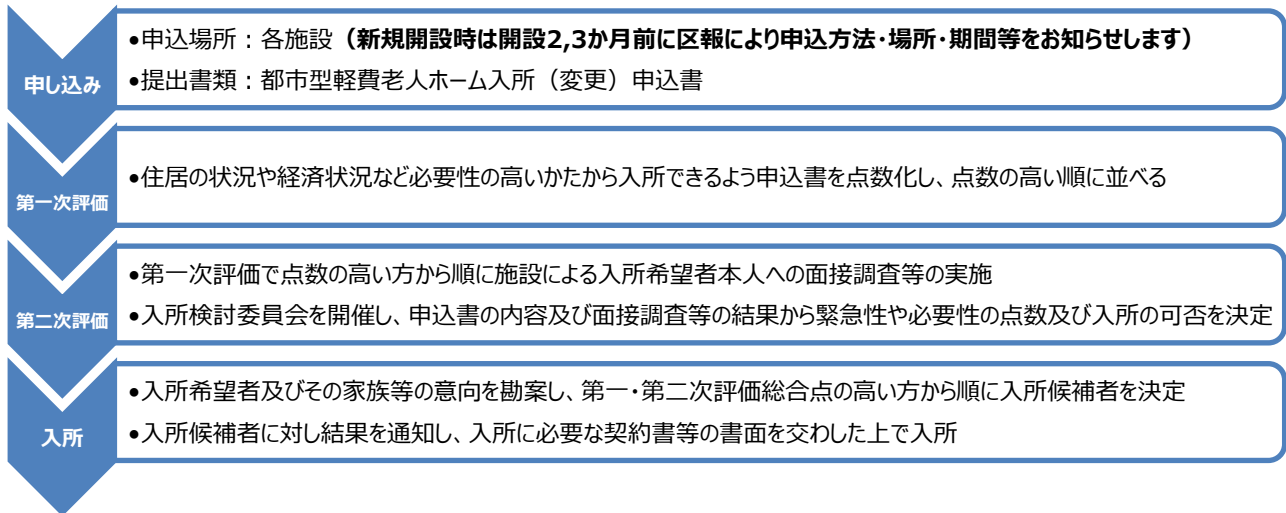 申し込み
•申込場所：各施設（新規開設時は開設2,3か月前に区報により申込方法・場所・期間等をお知らせします）
•提出書類：都市型軽費老人ホーム入所（変更）申込書
第一次評価
•住居の状況や経済状況など必要性の高いかたから入所できるよう申込書を点数化し、点数の高い順に並べる
第二次評価
•第一次評価で点数の高い方から順に施設による入所希望者本人への面接調査等の実施
•入所検討委員会を開催し、申込書の内容及び面接調査等の結果から緊急性や必要性の点数及び入所の可否を決定
入所
•入所希望者及びその家族等の意向を勘案し、第一・第二次評価総合点の高い方から順に入所候補者を決定
•入所候補者に対し結果を通知し、入所に必要な契約書等の書面を交わした上で入所